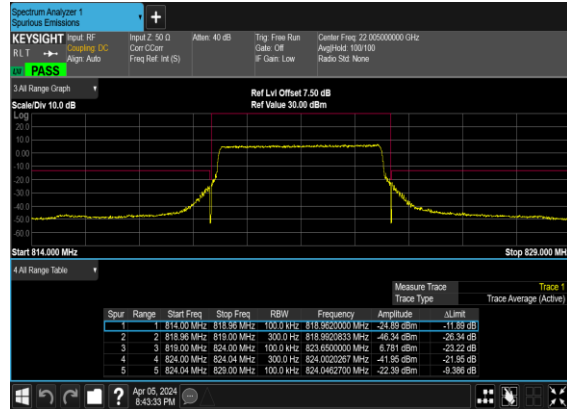 Spectrum Analyzer 1
Spurious Emissions
KEYSIGHT Input: RF Input Z: 50 Ω Atten: 40 dB Trig: Free Run Center Freq: 22.005000000 GHz
RLT Coupling: DC Corr CCorr Gate: Off Avg|Hold: 100/100
Align: Auto Freq Ref: Int (S) IF Gain: Low Radio Std: None
PASS
3 All Range Graph Ref Lvl Offset 7.50 dB
Scale/Div 10.0 dB Ref Value 30.00 dBm
Log
20.0
10.0
0.00
-10.0
-20.0
-30.0
-40.0
-50.0
-60.0
Start 814.000 MHz Stop 829.000 MH
4 All Range Table
Measure Trace Trace 1
Trace Type Trace Average (Active)
Spur Range Start Freq Stop Freq RBW Frequency Amplitude ΔLimit
1 1 814.00 MHz 818.96 MHz 100.0 kHz 818.9620000 MHz -24.89 dBm -11.89 dB
2 2 818.96 MHz 819.00 MHz 300.0 Hz 818.9920833 MHz -46.34 dBm -26.34 dB
3 3 819.00 MHz 824.00 MHz 100.0 kHz 823.6500000 MHz 6.781 dBm -23.22 dB
4 4 824.00 MHz 824.04 MHz 300.0 Hz 824.0020267 MHz -41.95 dBm -21.95 dB
5 5 824.04 MHz 829.00 MHz 100.0 kHz 824.0462700 MHz -22.39 dBm -9.386 dB
Apr 05, 2024
8:43:33 PM